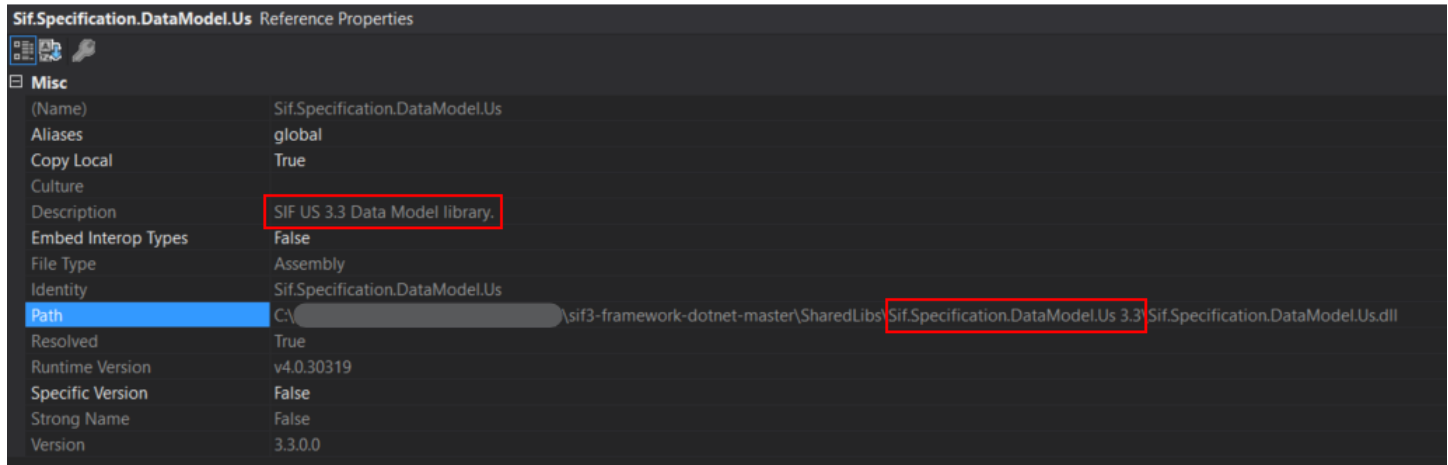 Sif.Specification.DataModel.Us Reference Properties
Misc
(Name) Sif.Specification.DataModel.Us
Aliases global
Copy Local True
Culture
Description SIF US 3.3 Data Model library.
Embed Interop Types False
File Type Assembly
Identity Sif.Specification.DataModel.Us
Path C:\ \sif3-framework-dotnet-master\SharedLibs\Sif.Specification.DataModel.Us 3.3\Sif.Specification.DataModel.Us.dll
Resolved True
Runtime Version v4.0.30319
Specific Version False
Strong Name False
Version 3.3.0.0